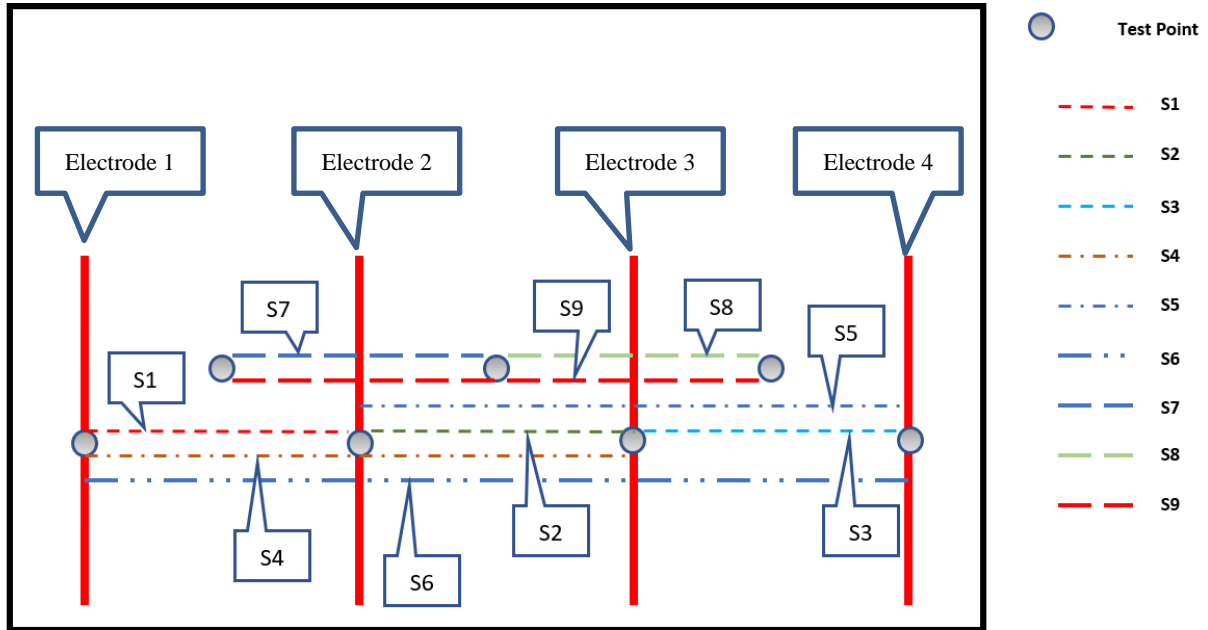 Test Point
Electrode 1
Electrode 2
Electrode 3
Electrode 4
S7
S9
S8
S5
S1
S4
S6
S2
S3
S1
S2
S3
S4
S5
S6
S7
S8
S9